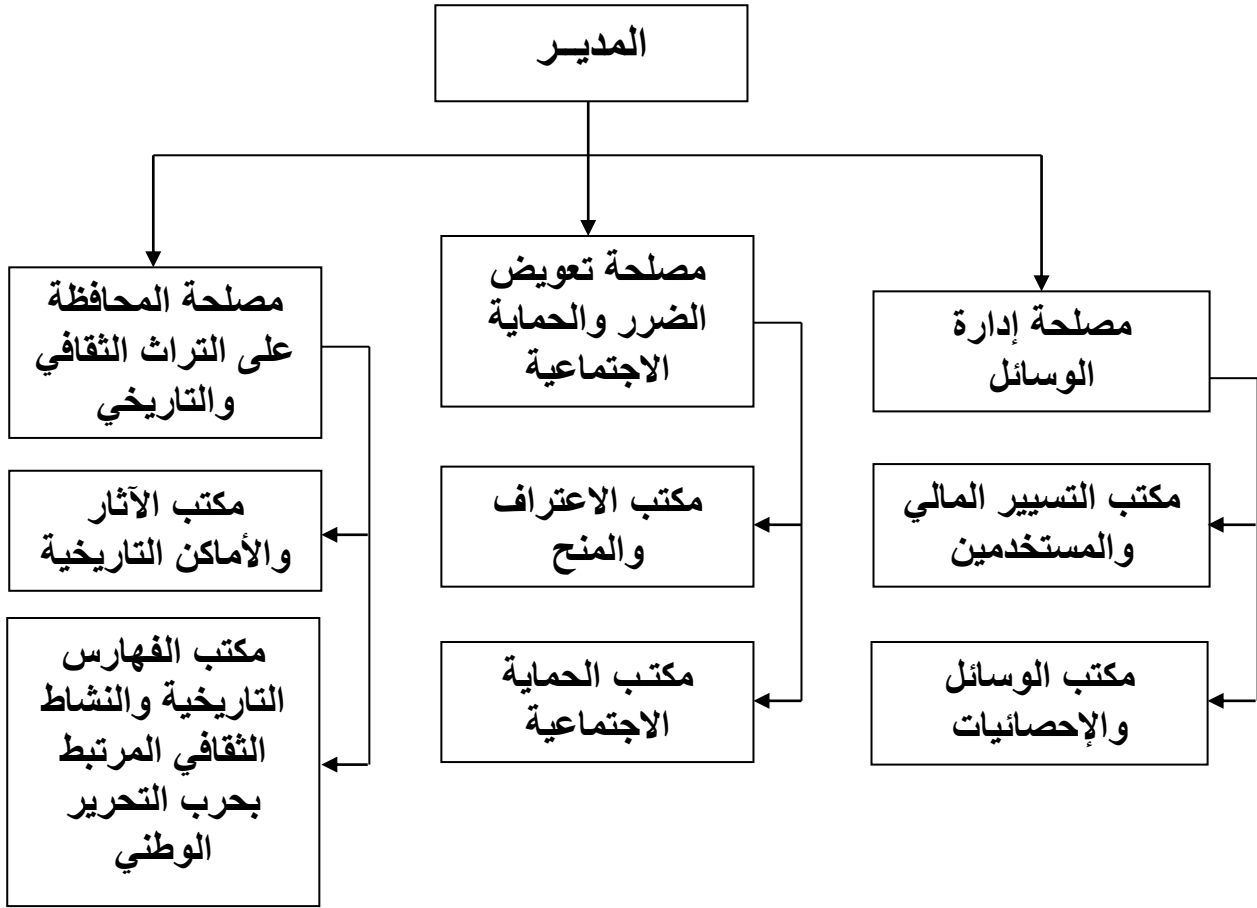 المديــر
مصلحة إدارة
الوسائل
مكتب التسيير المالي
والمستخدمين
مكتب الوسائل
والإحصائيات
مصلحة تعويض
الضرر والحماية
الاجتماعية
مكتب الاعتراف
والمنح
مكتب الحماية
الاجتماعية
مصلحة المحافظة
على التراث الثقافي
والتاريخي
مكتب الآثار
والأماكن التاريخية
مكتب الفهارس
التاريخية والنشاط
الثقافي المرتبط
بحرب التحرير
الوطني